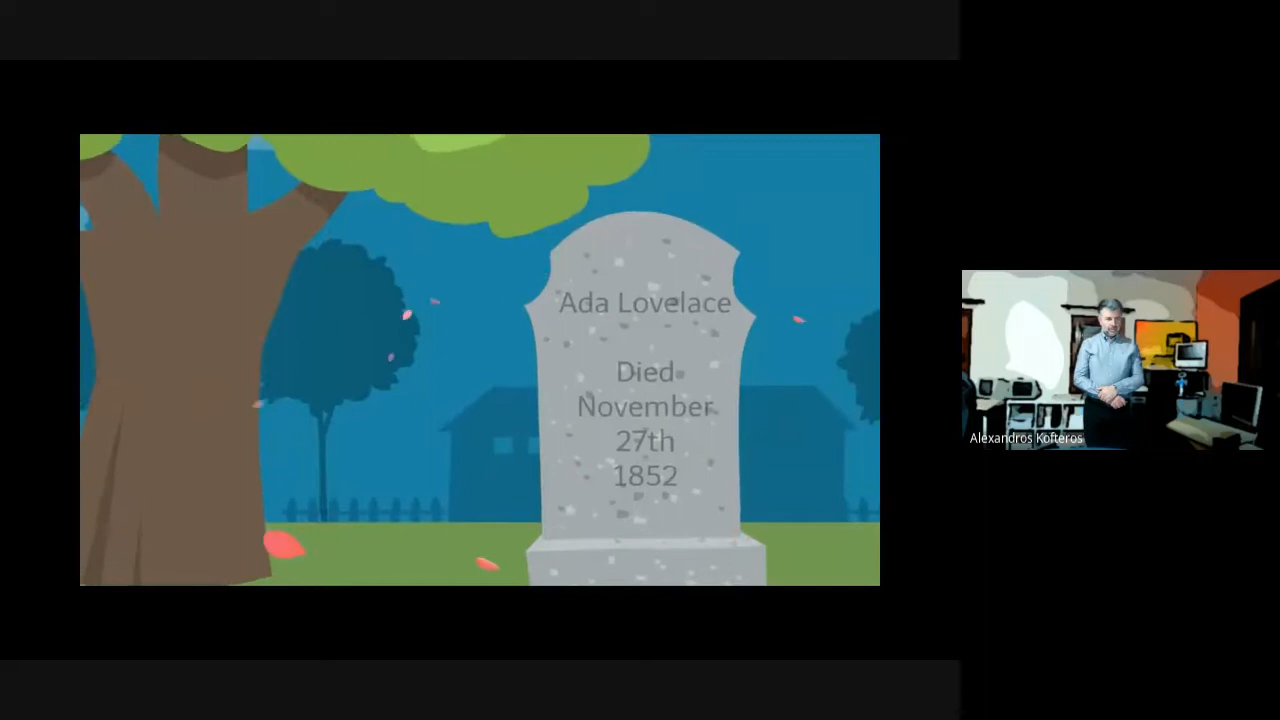 Ada Lovelace
Died
November
27th
1852
Alexandros Kofteros